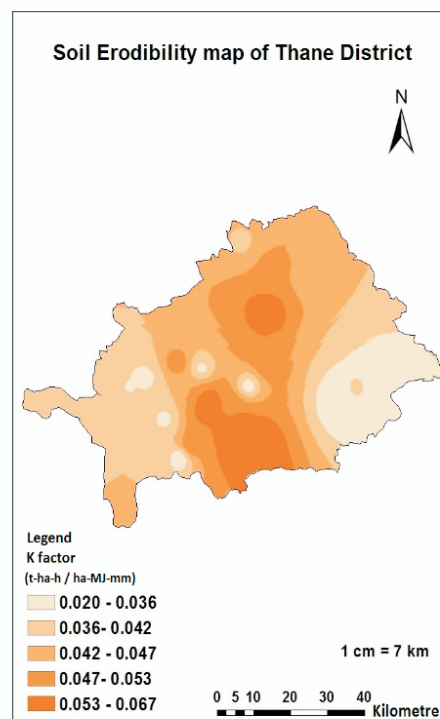 Soil Erodibility map of Thane District
N
Legend
K factor
(t-ha-h / ha-MJ-mm)
0.020 - 0.036
0.036- 0.042
0.042 - 0.047
0.047- 0.053
0.053 - 0.067
1 cm = 7 km
0 5 10 20 30 40
Kilometre